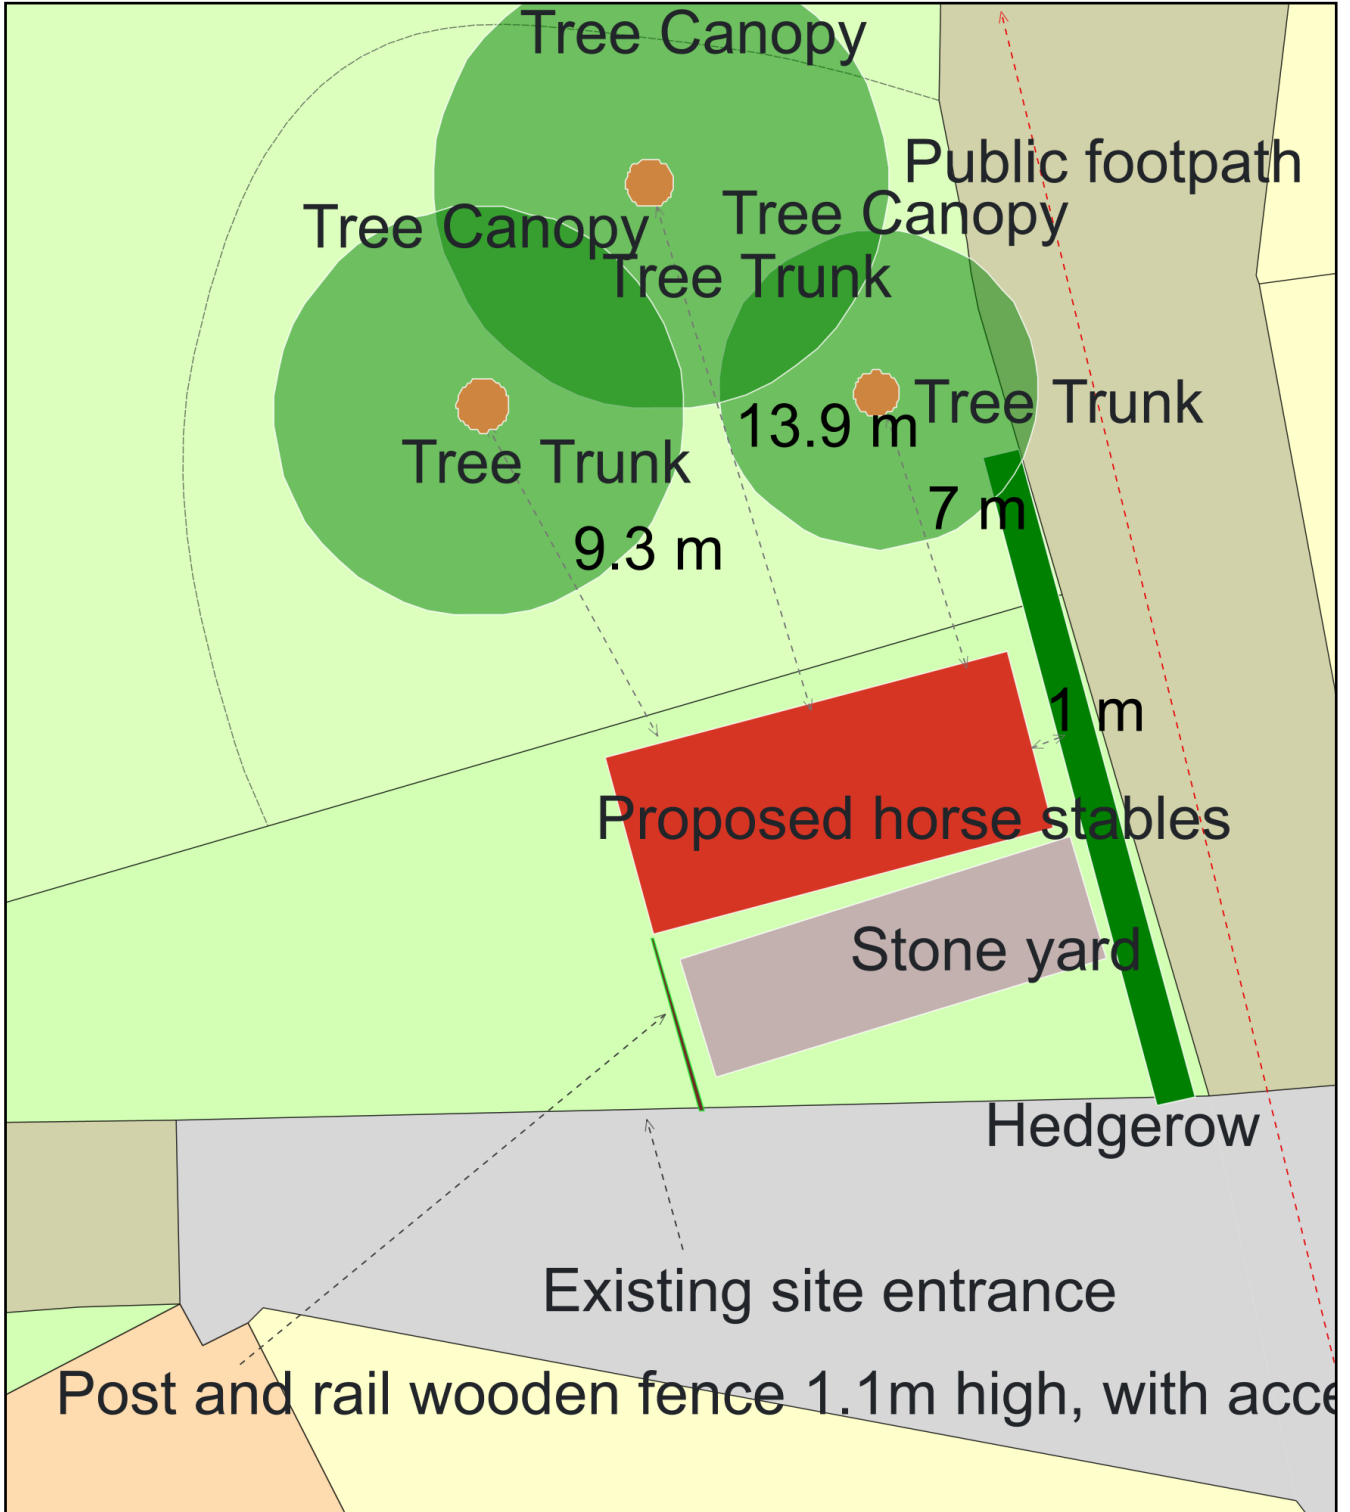 Tree Canopy
Public footpath
Tree Canopy
Tree Canopy
Tree Trunk
Tree Trunk
13.9 m
Tree Trunk
7 m
9.3 m
1 m
Proposed horse stables
Stone yard
Hedgerow
Existing site entrance
Post and rail wooden fence 1.1m high, with acce